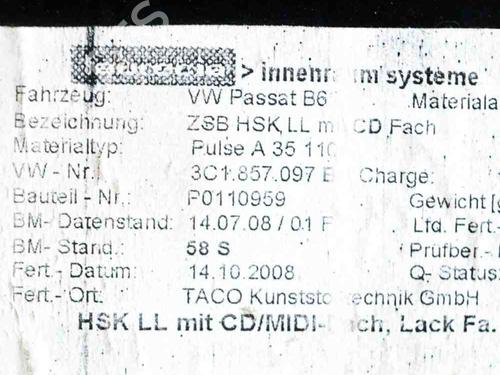 > innenraum systeme
Fahrzeug: VW Passat B6 Materiala
Bezeichnung: ZSB HSK LL mit CD Fach
Materialtyp: Pulse A 35 110
VW - Nr.: 3C1.857.097 Charge:
Bauteil - Nr.: P0110959 Gewicht [g
BM- Datenstand: 14.07.08 / 01 F Ltd. Fert.-
BM- Stand.: 58 S Prüfber.-
Fert.- Datum: 14.10.2008 Q- Status:
Fert.- Ort: TACO Kunststofftechnik GmbH
HSK LL mit CD/MIDI-Fach, Lack Fa.